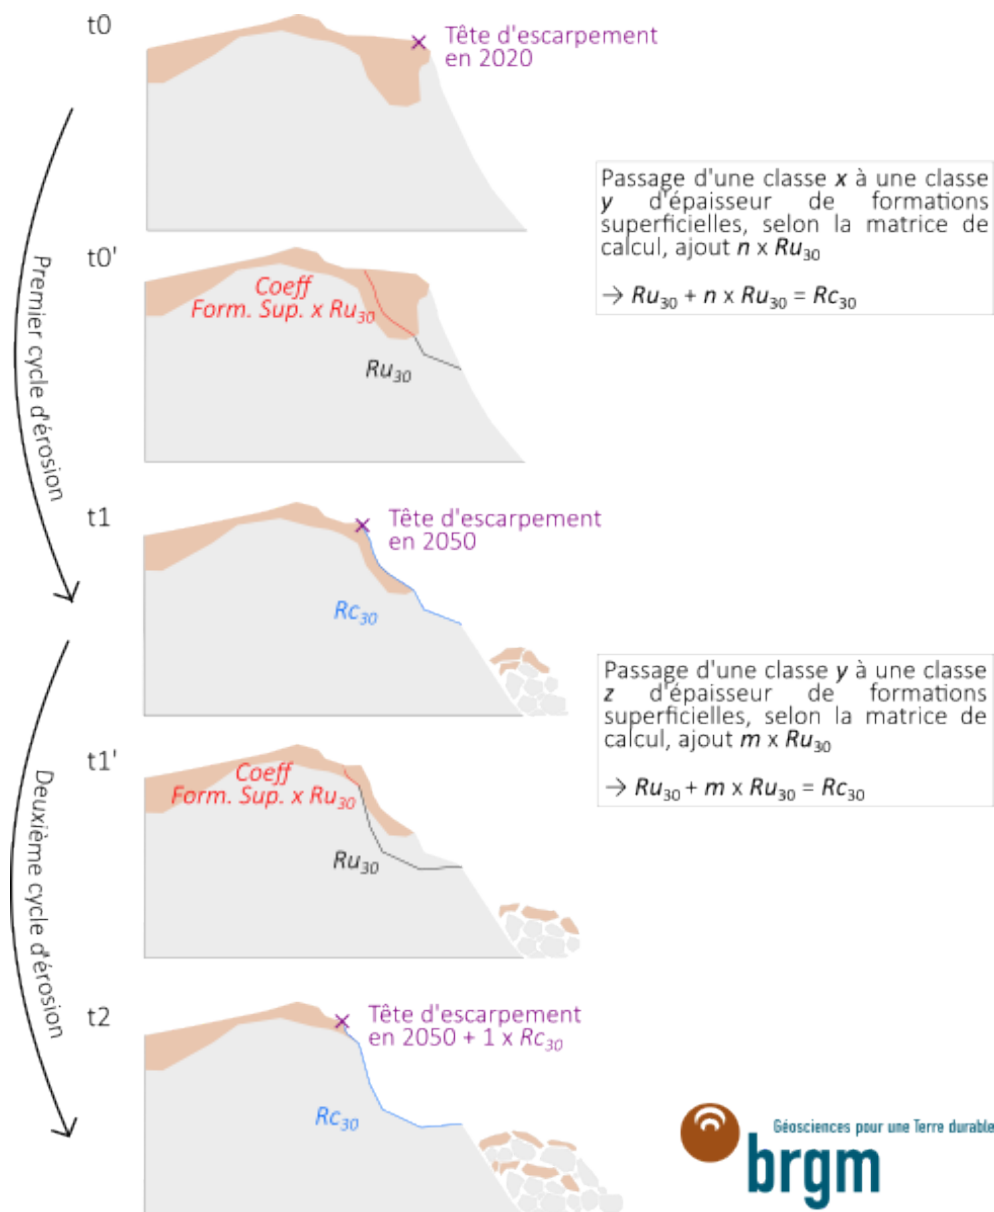 t0
Tête d'escarpement
en 2020
Passage d'une classe x à une classe
y d'épaisseur de formations
superficielles, selon la matrice de
calcul, ajout n x Ru30
→ Ru30 + n x Ru30 = Rc30
t0'
Coeff
Form. Sup. x Ru30
Ru30
Premier cycle d'érosion
t1
Tête d'escarpement
en 2050
Rc30
Passage d'une classe y à une classe
z d'épaisseur de formations
superficielles, selon la matrice de
calcul, ajout m x Ru30
→ Ru30 + m x Ru30 = Rc30
t1'
Coeff
Form. Sup. x Ru30
Ru30
Deuxième cycle d'érosion
t2
Tête d'escarpement
en 2050 + 1 x Rc30
Rc30
Géosciences pour une Terre durable
brgm